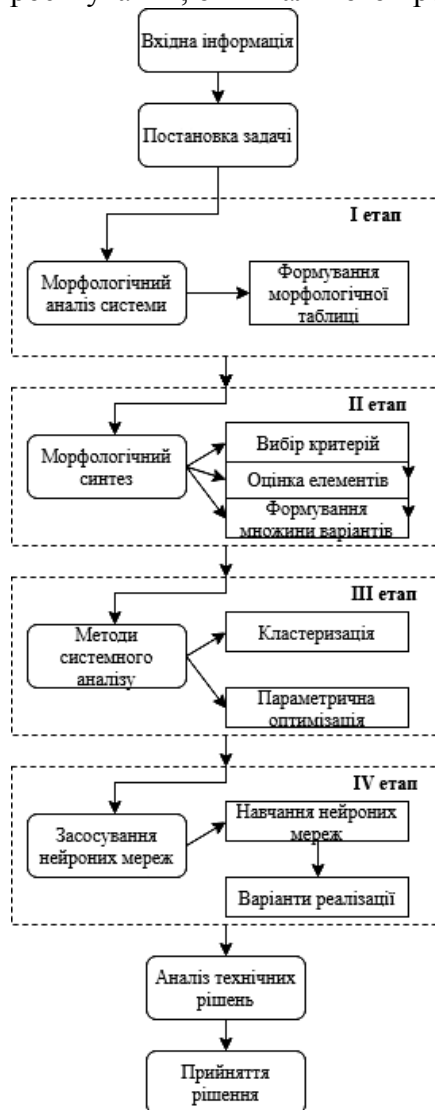 Вхідна інформація
Постановка задачі
І етап
Морфологічний
аналіз системи
Формування
морфологічної
таблиці
ІІ етап
Морфологічний
синтез
Вибір критерій
Оцінка елементів
Формування
множини варіантів
ІІІ етап
Методи
системного
аналізу
Кластеризація
Параметрична
оптимізація
IV етап
Засосування
нейроних мереж
Навчання нейроних
мереж
Варіанти реалізації
Аналіз технічних
рішень
Прийняття
рішення